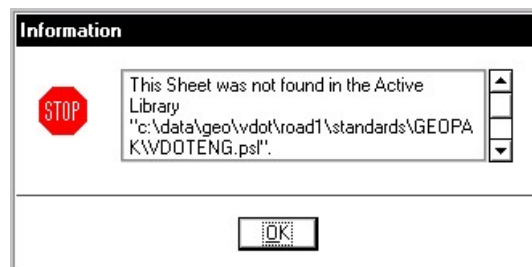 Information
STOP
This Sheet was not found in the Active
Library
"c:\data\geo\vdot\road1\standards\GEOPA
K\VDOTENG.psl".
OK